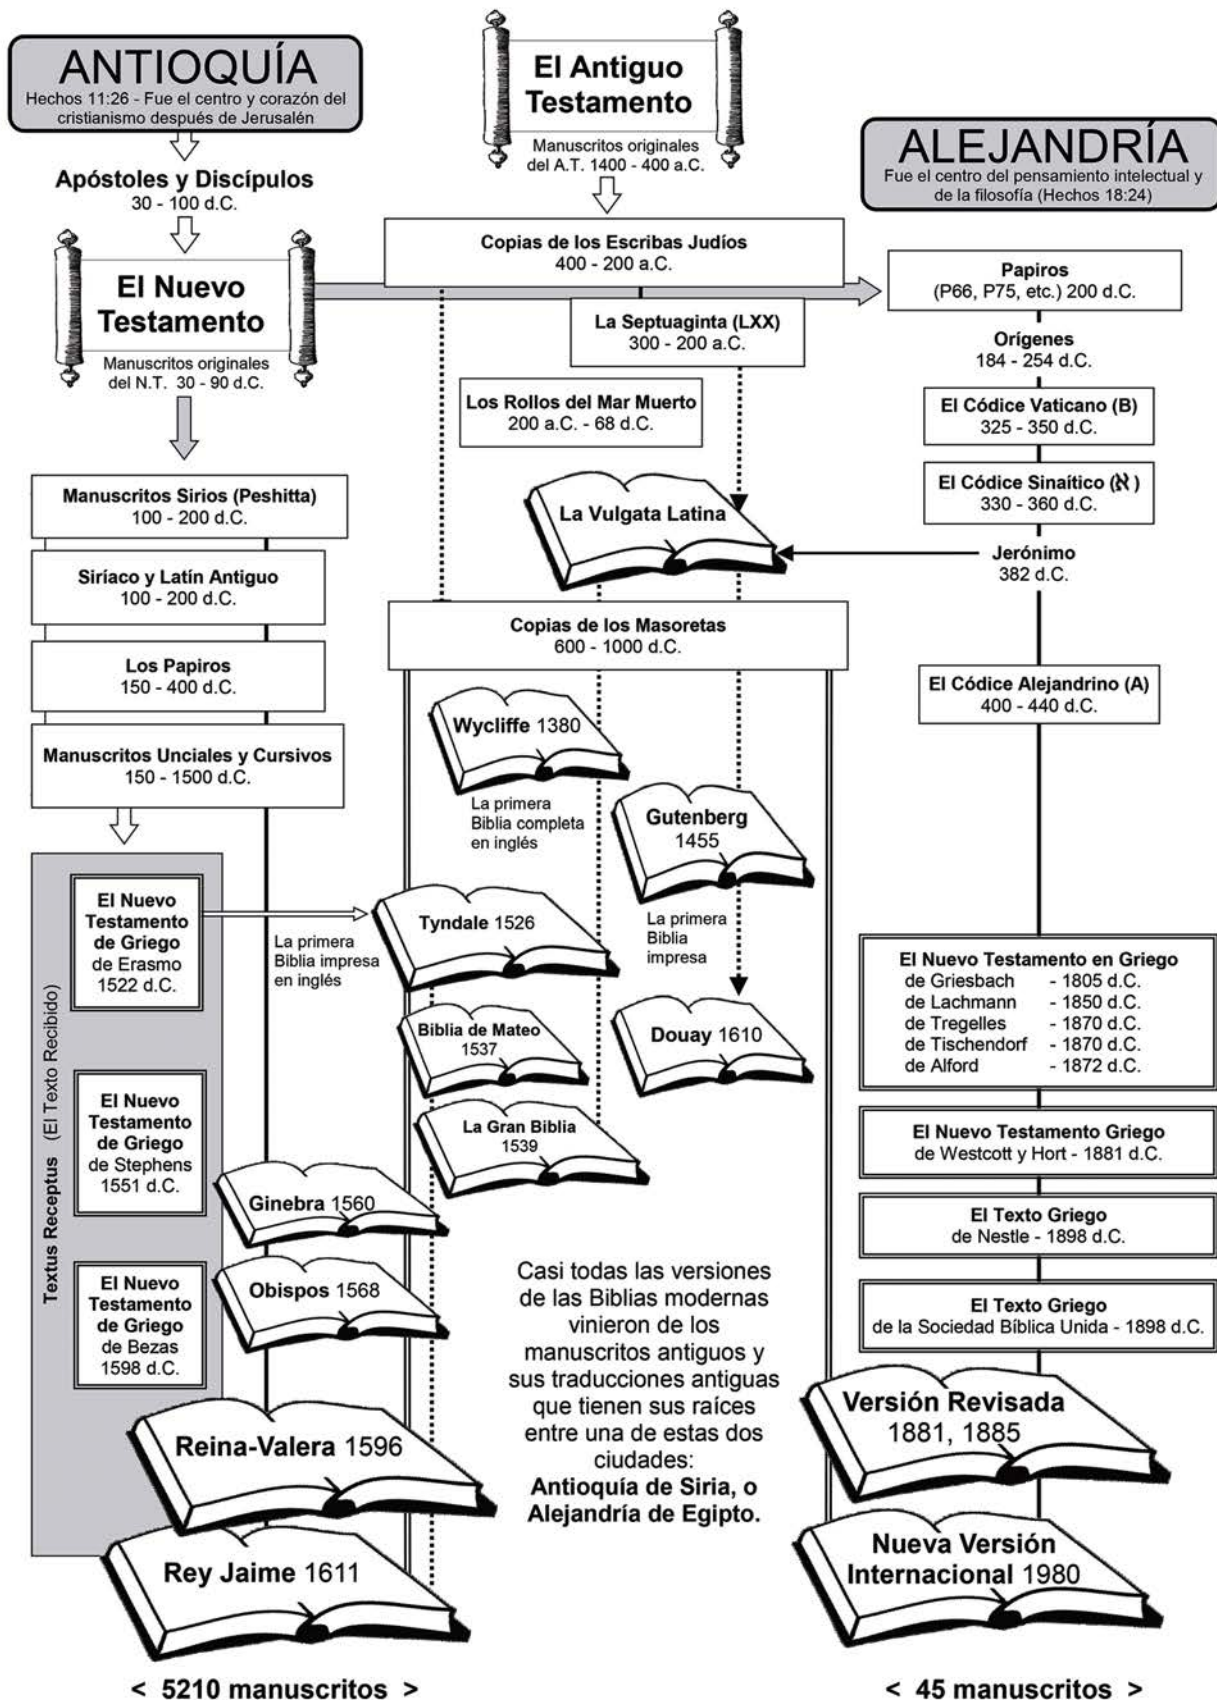 ANTIOQUÍA
Hechos 11:26 - Fue el centro y corazón del
cristianismo después de Jerusalén
Apóstoles y Discípulos
30 - 100 d.C.
El Nuevo
Testamento
Manuscritos originales
del N.T. 30 - 90 d.C.
Manuscritos Sirios (Peshitta)
100 - 200 d.C.
Siríaco y Latín Antiguo
100 - 200 d.C.
Los Papiros
150 - 400 d.C.
Manuscritos Unciales y Cursivos
150 - 1500 d.C.
Textus Receptus (El Texto Recibido)
El Nuevo
Testamento
de Griego
de Erasmo
1522 d.C.
La primera
Biblia impresa
en inglés
El Nuevo
Testamento
de Griego
de Stephens
1551 d.C.
El Nuevo
Testamento
de Griego
de Bezas
1598 d.C.
Ginebra 1560
Obispos 1568
Reina-Valera 1596
Rey Jaime 1611
< 5210 manuscritos >
El Antiguo
Testamento
Manuscritos originales
del A.T. 1400 - 400 a.C.
Copias de los Escribas Judíos
400 - 200 a.C.
La Septuaginta (LXX)
300 - 200 a.C.
Los Rollos del Mar Muerto
200 a.C. - 68 d.C.
La Vulgata Latina
Copias de los Masoretas
600 - 1000 d.C.
Wycliffe 1380
La primera
Biblia completa
en inglés
Gutenberg
1455
La primera
Biblia
impresa
Tyndale 1526
Biblia de Mateo
1537
Douay 1610
La Gran Biblia
1539
Casi todas las versiones
de las Biblias modernas
vinieron de los
manuscritos antiguos y
sus traducciones antiguas
que tienen sus raíces
entre una de estas dos
ciudades:
Antioquía de Siria, o
Alejandría de Egipto.
ALEJANDRÍA
Fue el centro del pensamiento intelectual y
de la filosofía (Hechos 18:24)
Papiros
(P66, P75, etc.) 200 d.C.
Orígenes
184 - 254 d.C.
El Códice Vaticano (B)
325 - 350 d.C.
El Códice Sinaítico (ℵ)
330 - 360 d.C.
Jerónimo
382 d.C.
El Códice Alejandrino (A)
400 - 440 d.C.
El Nuevo Testamento en Griego
de Griesbach - 1805 d.C.
de Lachmann - 1850 d.C.
de Tregelles - 1870 d.C.
de Tischendorf - 1870 d.C.
de Alford - 1872 d.C.
El Nuevo Testamento Griego
de Westcott y Hort - 1881 d.C.
El Texto Griego
de Nestle - 1898 d.C.
El Texto Griego
de la Sociedad Bíblica Unida - 1898 d.C.
Versión Revisada
1881, 1885
Nueva Versión
Internacional 1980
< 45 manuscritos >